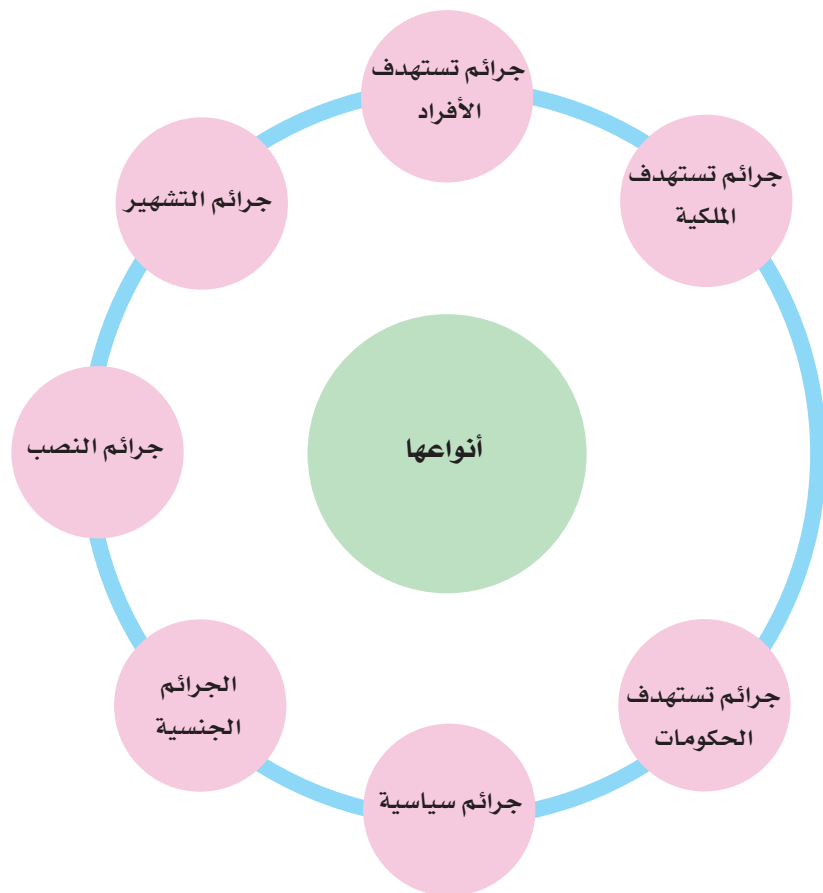 جرائم تستهدف
الأفراد
جرائم تستهدف
الملكية
جرائم التشهير
أنواعها
جرائم النصب
الجرائم
الجنسية
جرائم تستهدف
الحكومات
جرائم سياسية